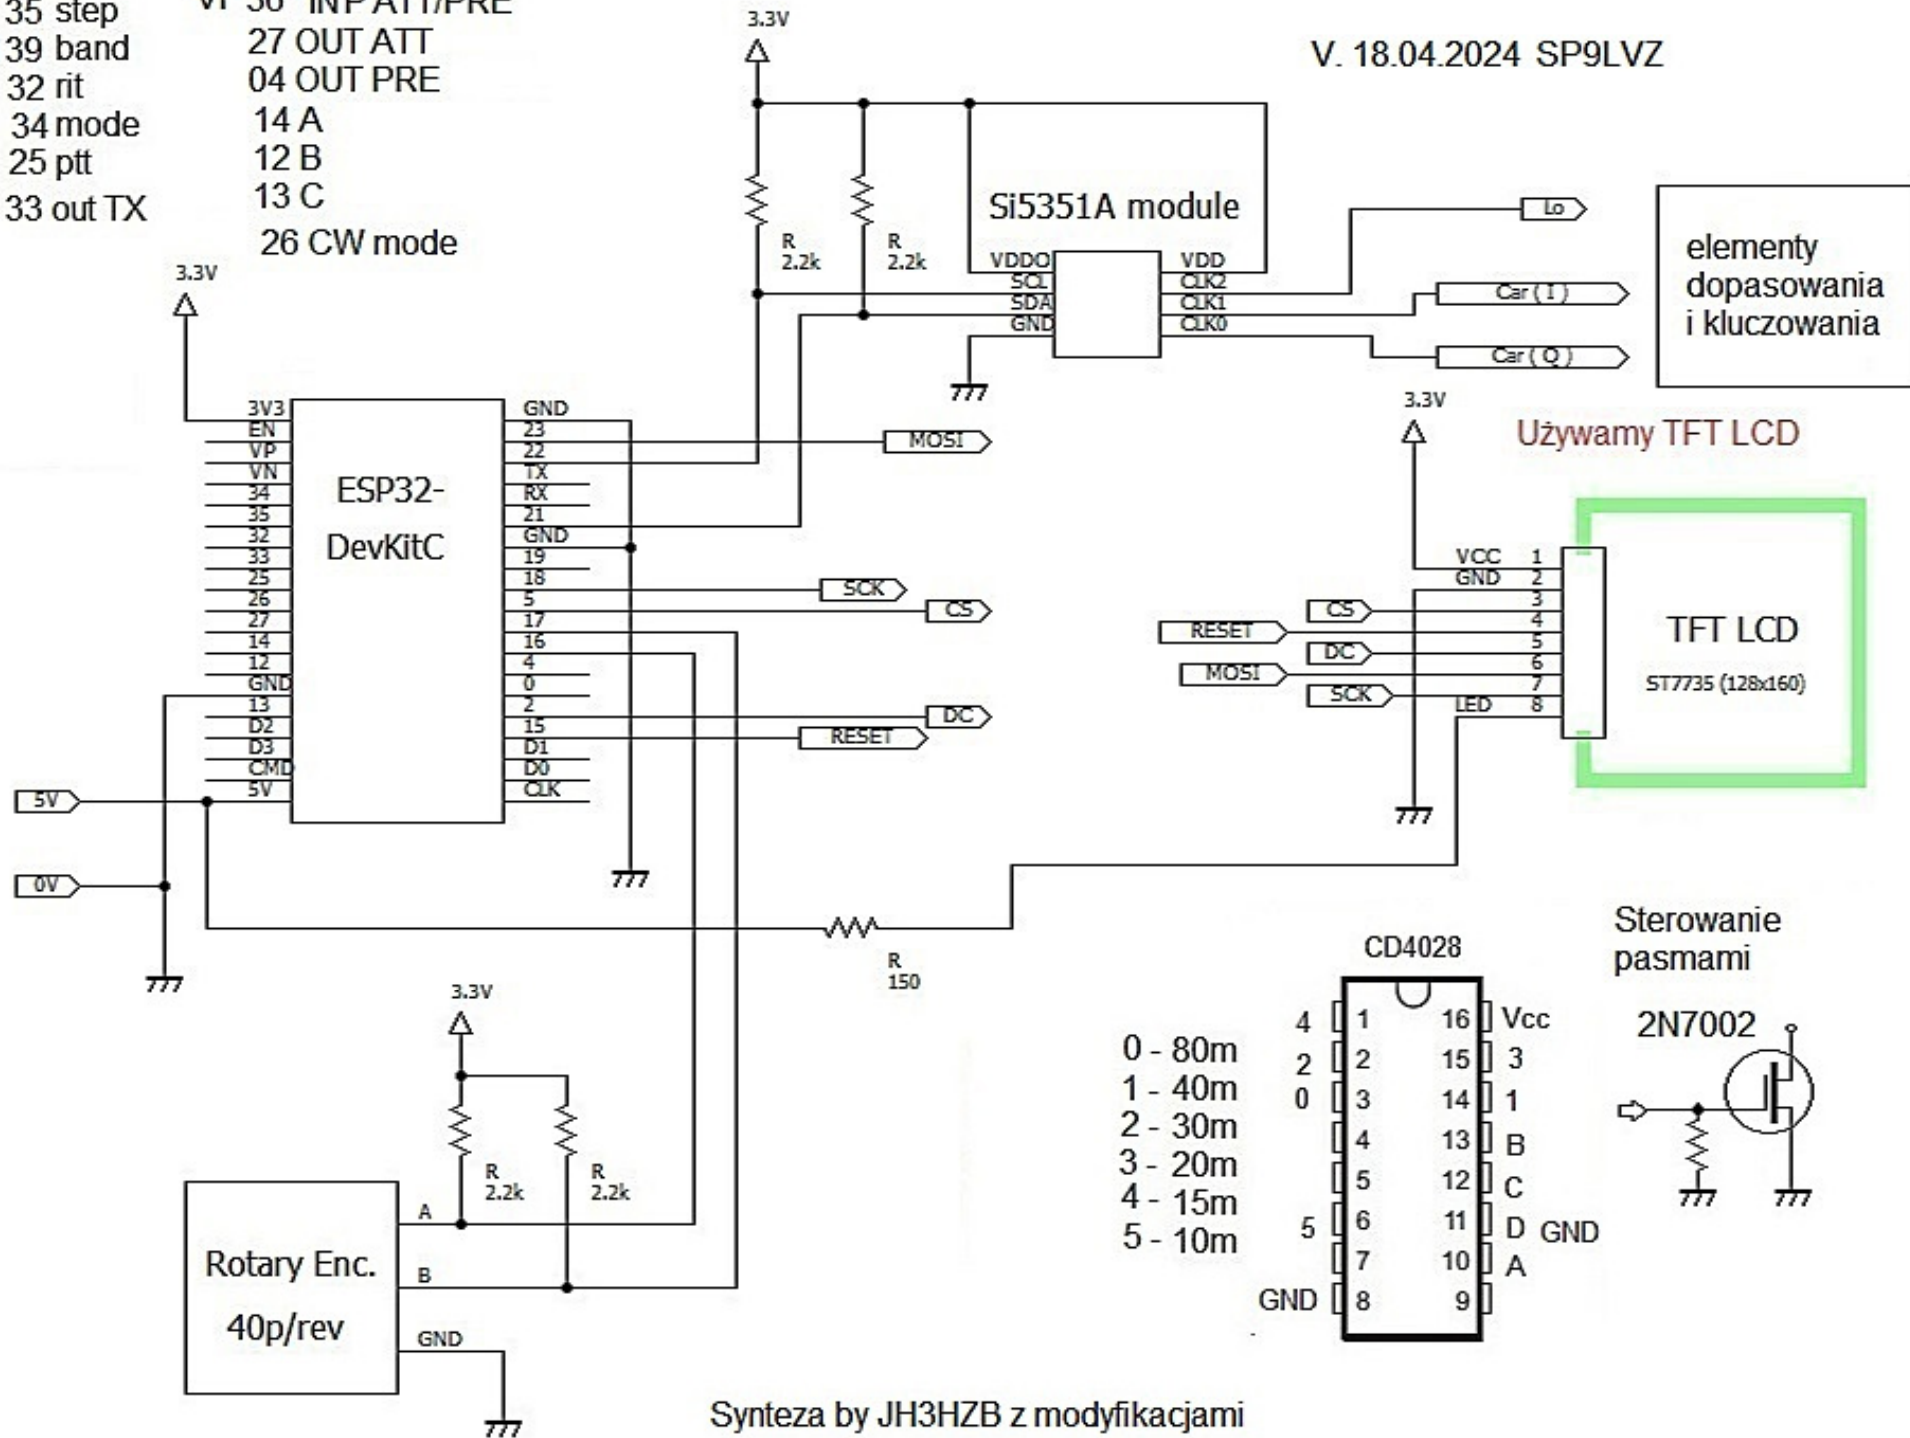 35 step
39 band
32 rit
34 mode
25 ptt
33 out TX
VP 36 INP ATT/PRE
27 OUT ATT
04 OUT PRE
14 A
12 B
13 C
26 CW mode
3.3V
V. 18.04.2024 SP9LVZ
R
2.2k
R
2.2k
Si5351A module
VDDO
SCL
SDA
GND
VDD
CLK2
CLK1
CLK0
Lo
Car ( I )
Car ( Q )
elementy
dopasowania
i kluczowania
3.3V
ESP32-
DevKitC
3V3
EN
VP
VN
34
35
32
33
25
26
27
14
12
GND
13
D2
D3
CMD
5V
GND
23
22
TX
RX
21
GND
19
18
5
17
16
4
0
2
15
D1
D0
CLK
MOSI
SCK
CS
DC
RESET
5V
0V
3.3V
Używamy TFT LCD
VCC 1
GND 2
3
4
5
6
7
LED 8
CS
RESET
DC
MOSI
SCK
TFT LCD
ST7735 (128x160)
R
150
3.3V
R
2.2k
R
2.2k
Rotary Enc.
40p/rev
A
B
GND
0 - 80m
1 - 40m
2 - 30m
3 - 20m
4 - 15m
5 - 10m
CD4028
4 1 16 Vcc
2 2 15 3
0 3 14 1
4 13 B
5 12 C
5 6 11 D GND
7 10 A
GND 8 9
Sterowanie
pasmami
2N7002
Synteza by JH3HZB z modyfikacjami